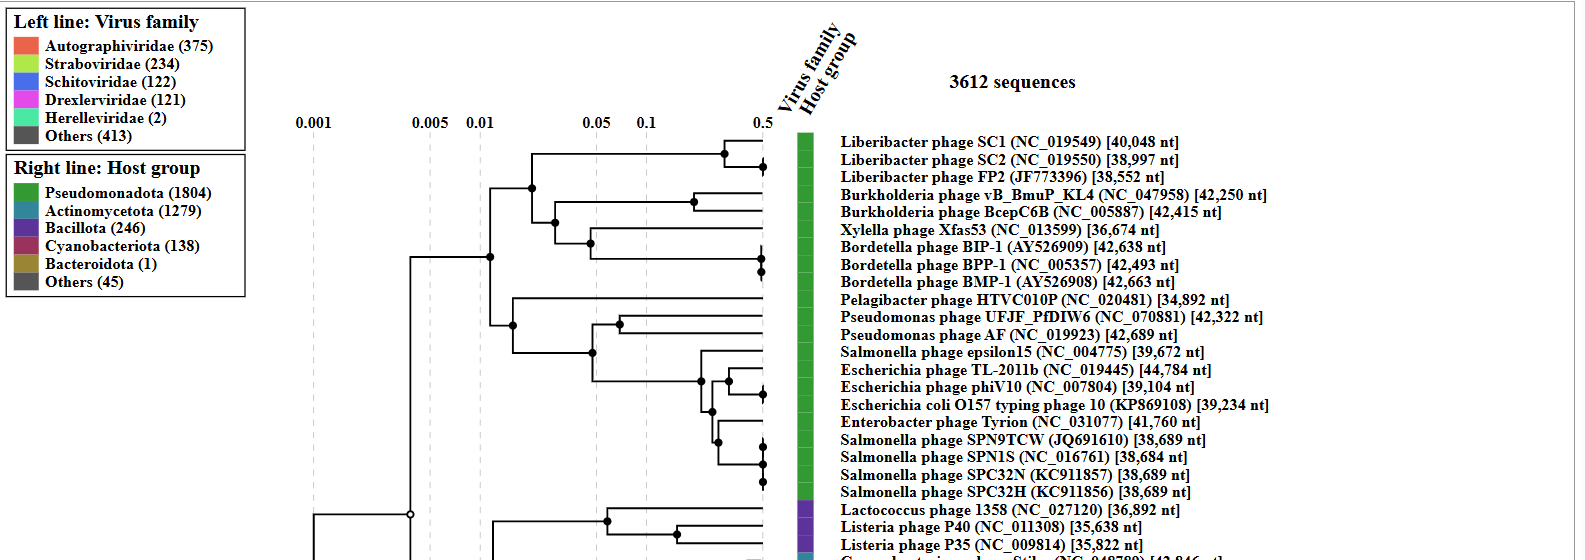 Left line: Virus family
Autographiviridae (375)
Straboviridae (234)
Schitoviridae (122)
Drexlerviridae (121)
Herelleviridae (2)
Others (413)
Right line: Host group
Pseudomonadota (1804)
Actinomycetota (1279)
Bacillota (246)
Cyanobacteriota (138)
Bacteroidota (1)
Others (45)
Virus family
Host group
3612 sequences
0.001 0.005 0.01 0.05 0.1 0.5
Liberibacter phage SC1 (NC_019549) [40,048 nt]
Liberibacter phage SC2 (NC_019550) [38,997 nt]
Liberibacter phage FP2 (JF773396) [38,552 nt]
Burkholderia phage vB_BmuP_KL4 (NC_047958) [42,250 nt]
Burkholderia phage BcepC6B (NC_005887) [42,415 nt]
Xylella phage Xfas53 (NC_013599) [36,674 nt]
Bordetella phage BIP-1 (AY526909) [42,638 nt]
Bordetella phage BPP-1 (NC_005357) [42,493 nt]
Bordetella phage BMP-1 (AY526908) [42,663 nt]
Pelagibacter phage HTVC010P (NC_020481) [34,892 nt]
Pseudomonas phage UFJF_PfDIW6 (NC_070881) [42,322 nt]
Pseudomonas phage AF (NC_019923) [42,689 nt]
Salmonella phage epsilon15 (NC_004775) [39,672 nt]
Escherichia phage TL-2011b (NC_019445) [44,784 nt]
Escherichia phage phiV10 (NC_007804) [39,104 nt]
Escherichia coli O157 typing phage 10 (KP869108) [39,234 nt]
Enterobacter phage Tyrion (NC_031077) [41,760 nt]
Salmonella phage SPN9TCW (JQ691610) [38,689 nt]
Salmonella phage SPN1S (NC_016761) [38,684 nt]
Salmonella phage SPC32N (KC911857) [38,689 nt]
Salmonella phage SPC32H (KC911856) [38,689 nt]
Lactococcus phage 1358 (NC_027120) [36,892 nt]
Listeria phage P40 (NC_011308) [35,638 nt]
Listeria phage P35 (NC_009814) [35,822 nt]